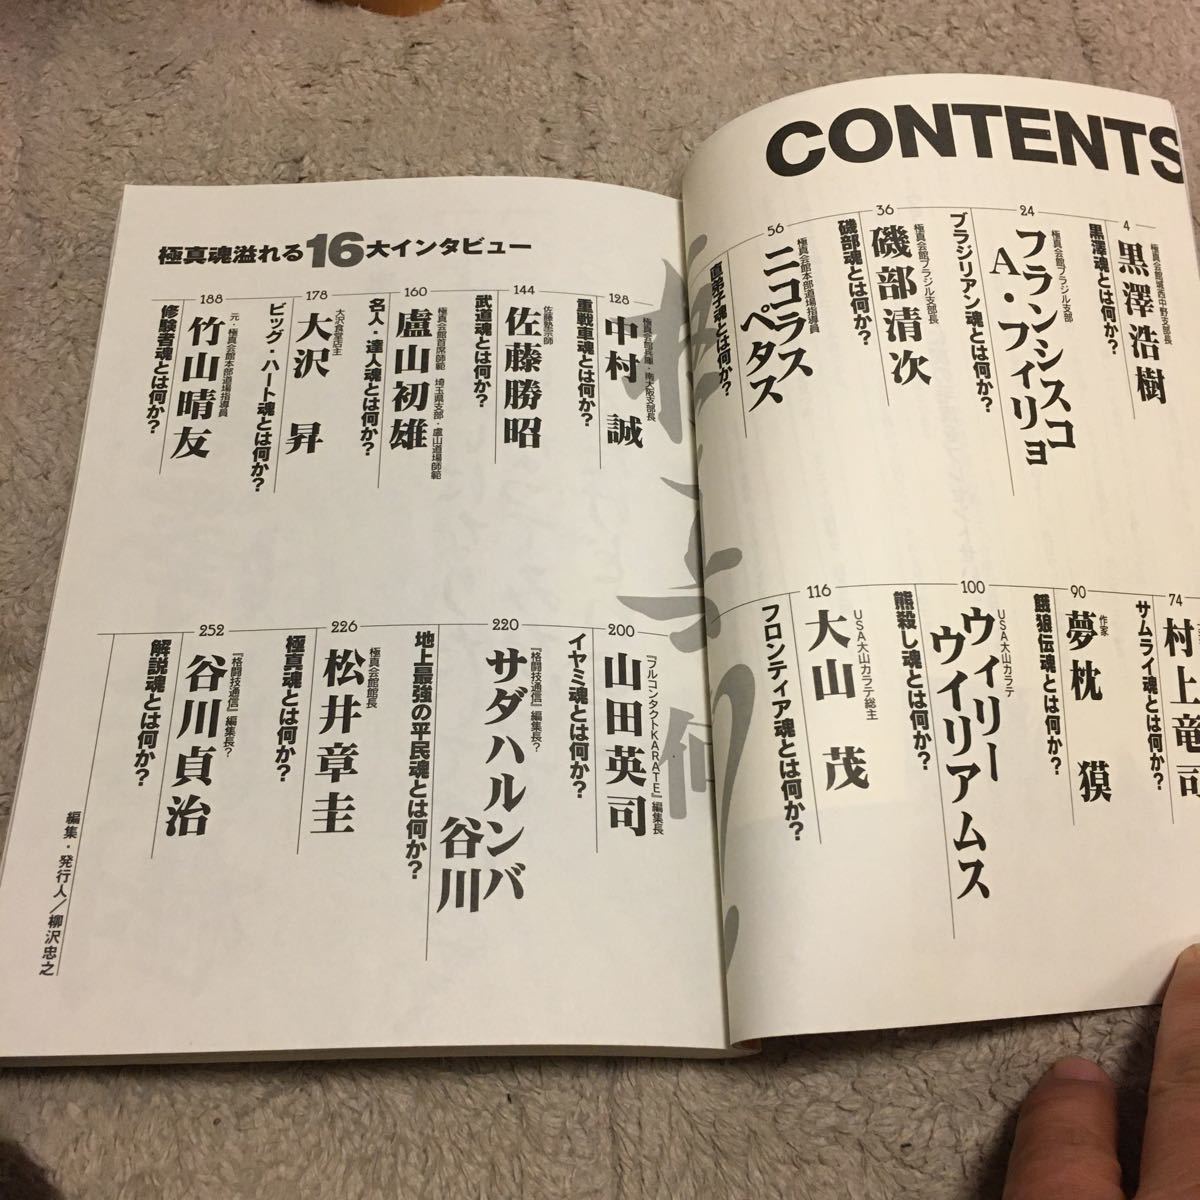 CONTENTS
4
極真会館城西中野支部長
黒澤浩樹
黒澤魂とは何か?
24
極真会館ブラジル支部
フランシスコ
A・フィリョ
ブラジリアン魂とは何か?
36
極真会館ブラジル支部長
磯部清次
磯部魂とは何か?
56
極真会館本部道場指導員
ニコラス
ペタス
直弟子魂とは何か?
74
村上竜司
サムライ魂とは何か?
90
作家
夢枕 獏
餓狼伝魂とは何か?
100
USA大山カラテ
ウィリー
ウイリアムス
熊殺し魂とは何か?
116
USA大山カラテ総主
大山 茂
フロンティア魂とは何か?
極真魂溢れる16大インタビュー
128
極真会館兵庫・南大阪支部長
中村 誠
重戦車魂とは何か?
144
佐藤塾宗師
佐藤勝昭
武道魂とは何か?
160
極真会館首席師範 埼玉県支部・盧山道場師範
盧山初雄
名人・達人魂とは何か?
178
大沢食堂店主
大沢 昇
ビッグ・ハート魂とは何か?
188
元・極真会館本部道場指導員
竹山晴友
修験者魂とは何か?
200
『フルコンタクトKARATE』編集長
山田英司
イヤミ魂とは何か?
220
『格闘技通信』編集長?
サダハルンバ
谷川
地上最強の平民魂とは何か?
226
極真会館館長
松井章圭
極真魂とは何か?
252
『格闘技通信』編集長?
谷川貞治
解説魂とは何か?
編集・発行人/柳沢忠之